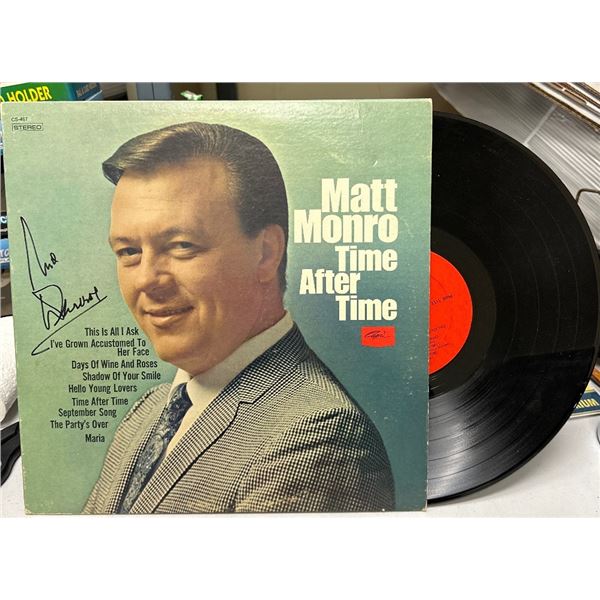 HOLDER
CS-467
STEREO
Matt
Monro
Time
After
Time
This Is All I Ask
I've Grown Accustomed To
Her Face
Days Of Wine And Roses
Shadow Of Your Smile
Hello Young Lovers
Time After Time
September Song
The Party's Over
Maria